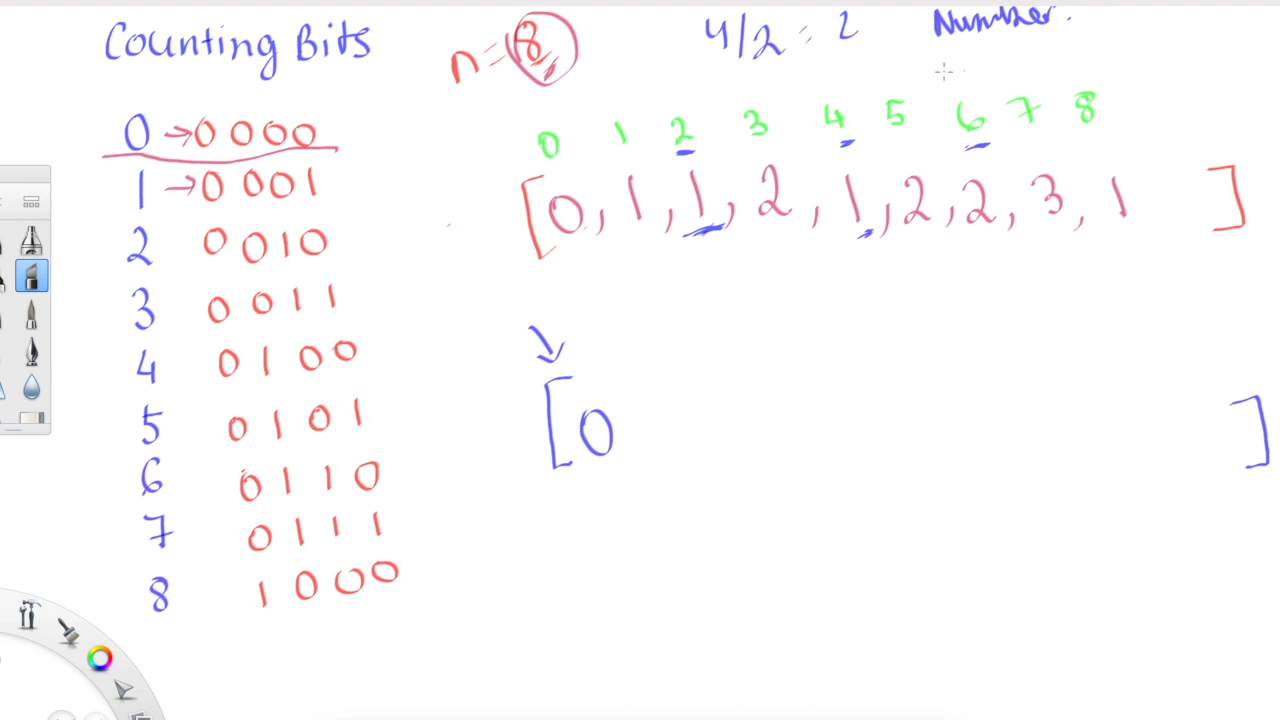 Counting Bits
n = 8
4/2 = 2
Number.
0 → 0 0 0 0
1 → 0 0 0 1
2 0 0 1 0
3 0 0 1 1
4 0 1 0 0
5 0 1 0 1
6 0 1 1 0
7 0 1 1 1
8 1 0 0 0
0 1 2 3 4 5 6 7 8
[0, 1, 1, 2, 1, 2, 2, 3, 1 ]
[0 ]